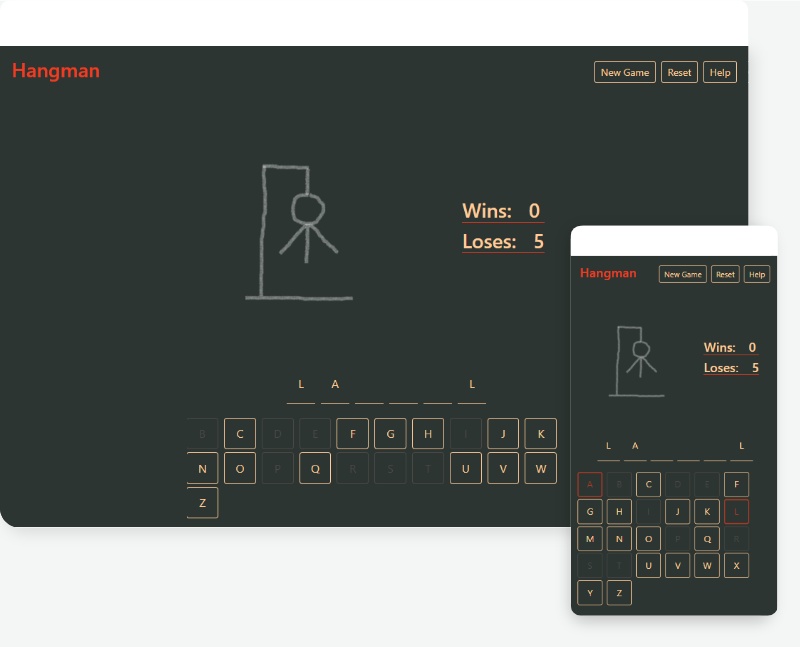 Hangman
New Game Reset Help
Wins: 0
Loses: 5
L A L
B C D E F G H I J K
N O P Q R S T U V W
Z
Hangman
New Game Reset Help
Wins: 0
Loses: 5
L A L
A B C D E F
G H I J K L
M N O P Q R
S T U V W X
Y Z